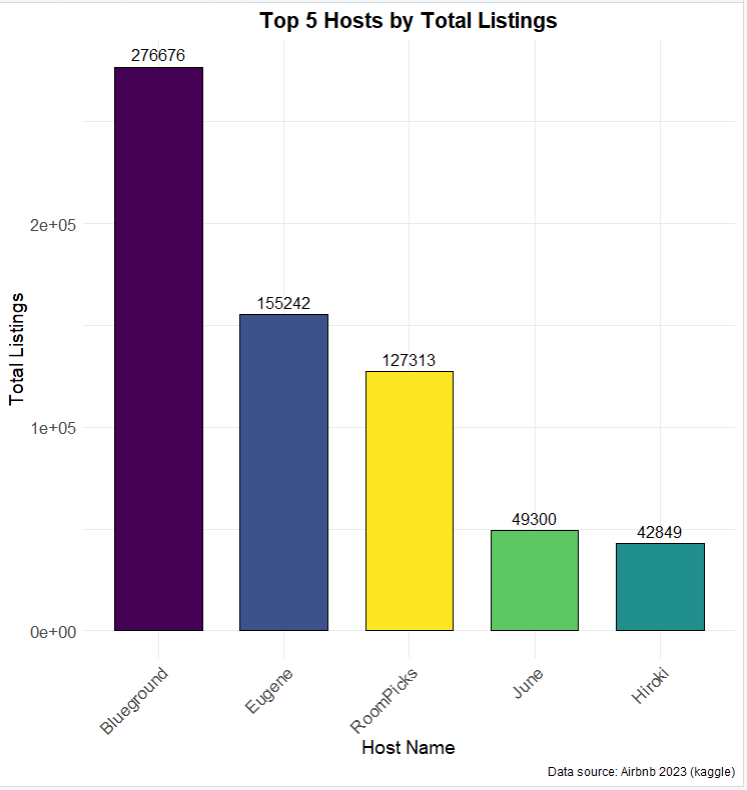 Top 5 Hosts by Total Listings
276676
155242
127313
49300
42849
2e+05
1e+05
0e+00
Total Listings
Blueground
Eugene
RoomPicks
June
Hiroki
Host Name
Data source: Airbnb 2023 (kaggle)